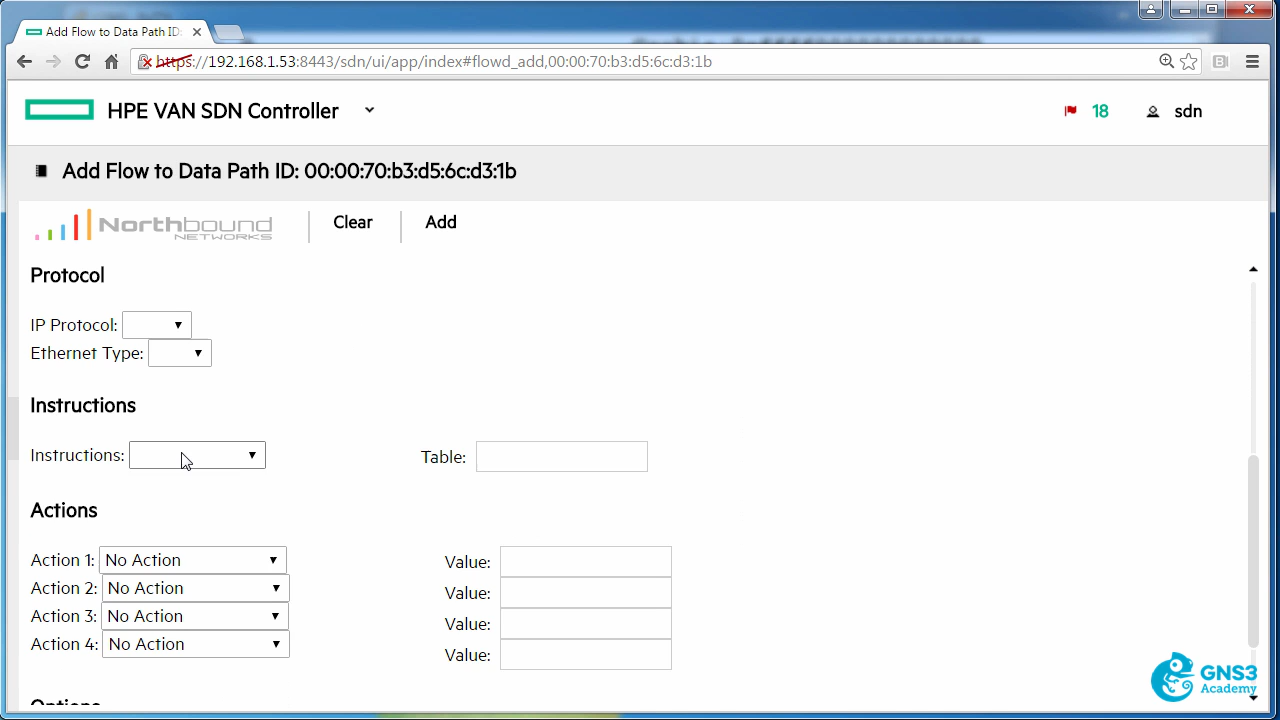 Add Flow to Data Path ID:
https://192.168.1.53:8443/sdn/ui/app/index#flowd_add,00:00:70:b3:d5:6c:d3:1b
HPE VAN SDN Controller
18
sdn
Add Flow to Data Path ID: 00:00:70:b3:d5:6c:d3:1b
Northbound
NETWORKS
Clear
Add
Protocol
IP Protocol:
Ethernet Type:
Instructions
Instructions:
Table:
Actions
Action 1: No Action
Value:
Action 2: No Action
Value:
Action 3: No Action
Value:
Action 4: No Action
Value:
Options
GNS3
Academy